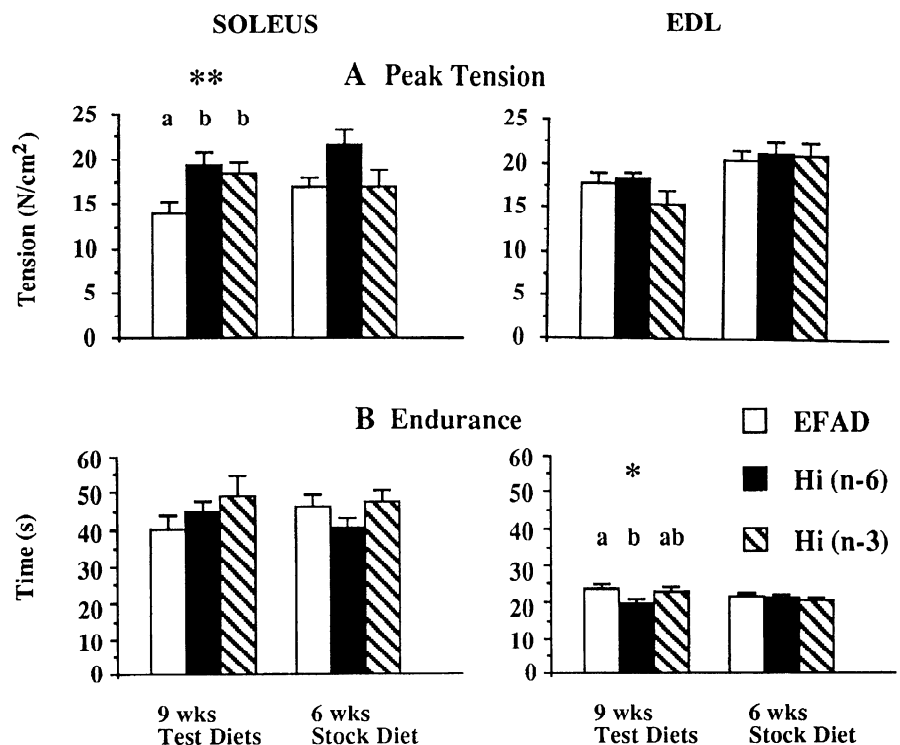 SOLEUS
EDL
A Peak Tension
**
a b b
Tension (N/cm²)
25
20
15
10
5
0
25
20
15
10
5
0
B Endurance
EFAD
Hi (n-6)
Hi (n-3)
Time (s)
60
50
40
30
20
10
0
*
a b ab
60
50
40
30
20
10
0
9 wks
Test Diets
6 wks
Stock Diet
9 wks
Test Diets
6 wks
Stock Diet